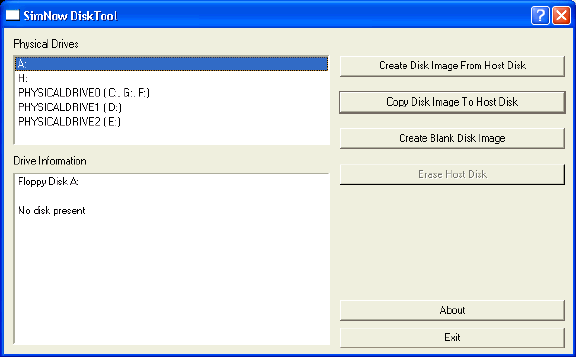 SimNow DiskTool
Physical Drives
A:
H:
PHYSICALDRIVE0 ( C:, G:, F:)
PHYSICALDRIVE1 ( D:)
PHYSICALDRIVE2 ( E:)
Drive Information
Floppy Disk A:
No disk present
Create Disk Image From Host Disk
Copy Disk Image To Host Disk
Create Blank Disk Image
Erase Host Disk
About
Exit